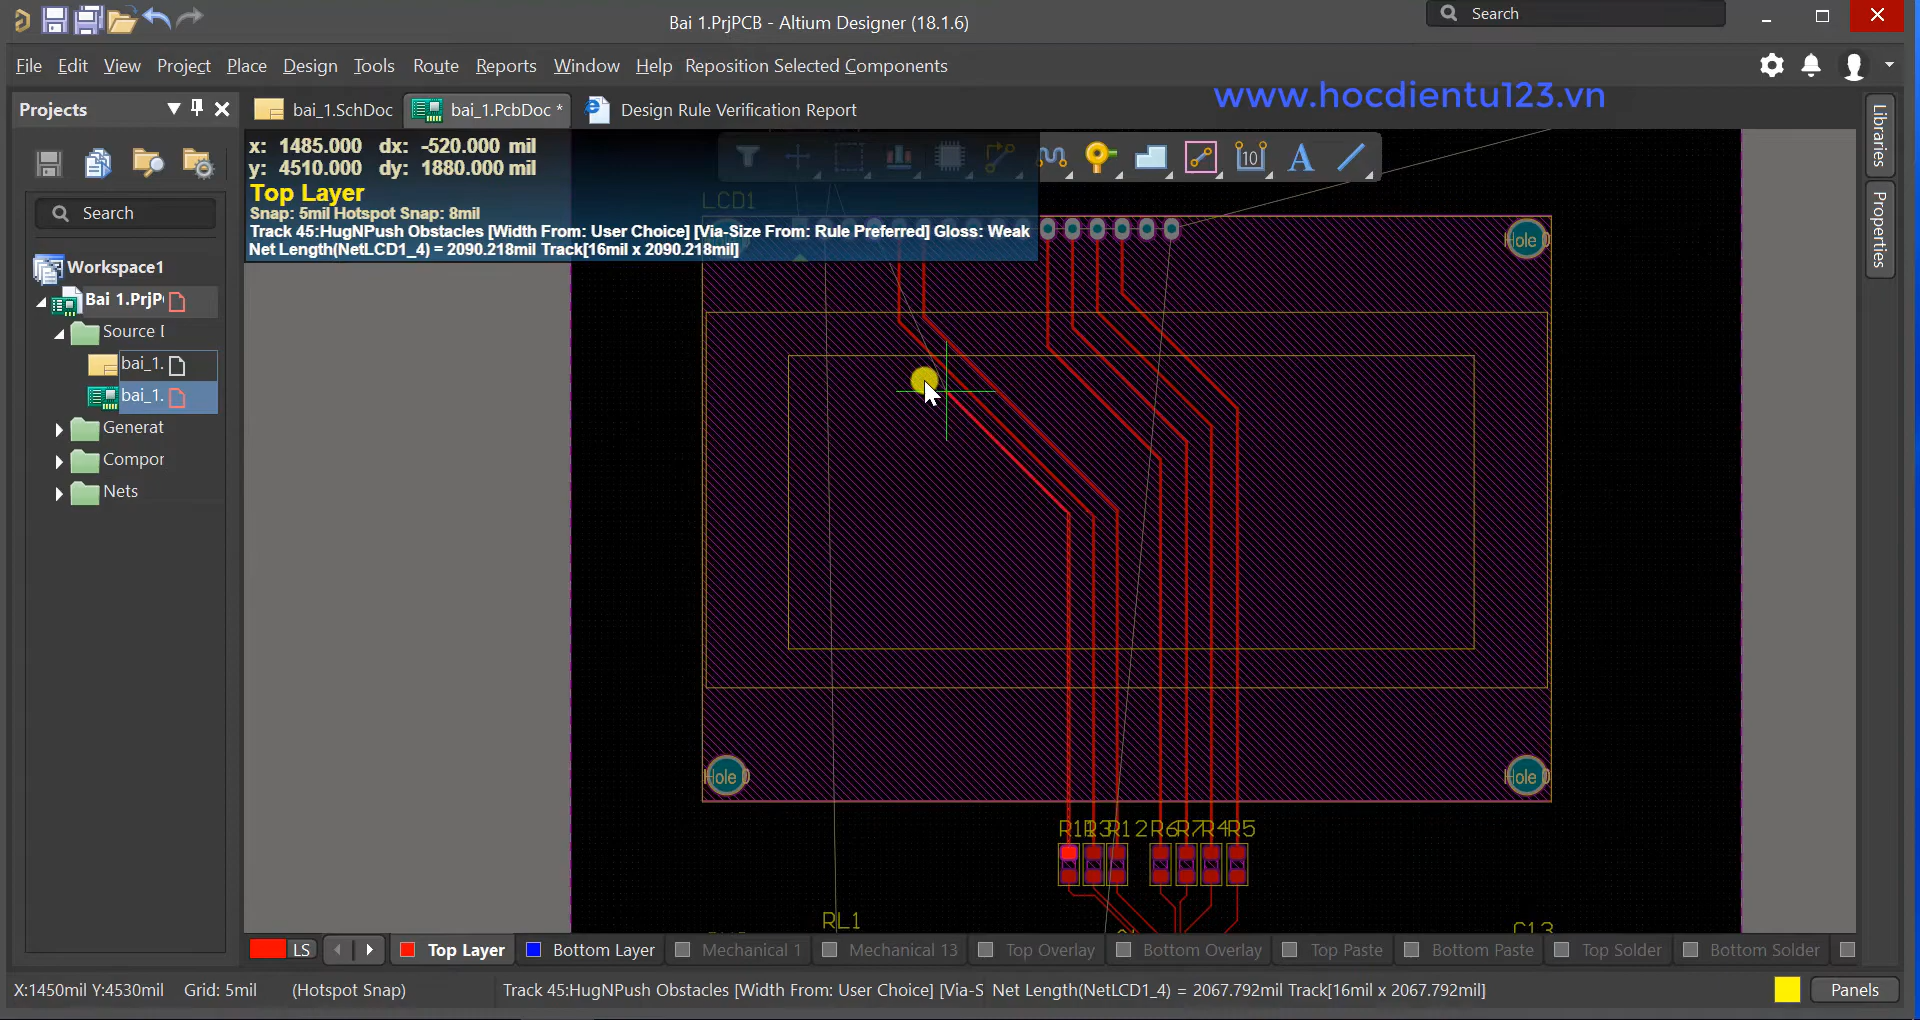 Bai 1.PrjPCB - Altium Designer (18.1.6)
Search
File Edit View Project Place Design Tools Route Reports Window Help Reposition Selected Components
www.hocdientu123.vn
Projects
bai_1.SchDoc
bai_1.PcbDoc *
Design Rule Verification Report
Libraries
Properties
x: 1485.000 dx: -520.000 mil
y: 4510.000 dy: 1880.000 mil
Top Layer
Snap: 5mil Hotspot Snap: 8mil
Track 45:HugNPush Obstacles [Width From: User Choice] [Via-Size From: Rule Preferred] Gloss: Weak
Net Length(NetLCD1_4) = 2090.218mil Track[16mil x 2090.218mil]
10
A
LCD1
Search
Workspace1
Bai 1.PrjP
Source D
bai_1.
bai_1.
Generat
Compor
Nets
Hole
Hole
Hole
R12 R6 R7 R4 R5
RL1
C13
LS
Top Layer
Bottom Layer
Mechanical 1
Mechanical 13
Top Overlay
Bottom Overlay
Top Paste
Bottom Paste
Top Solder
Bottom Solder
X:1450mil Y:4530mil Grid: 5mil (Hotspot Snap)
Track 45:HugNPush Obstacles [Width From: User Choice] [Via-S Net Length(NetLCD1_4) = 2067.792mil Track[16mil x 2067.792mil]
Panels